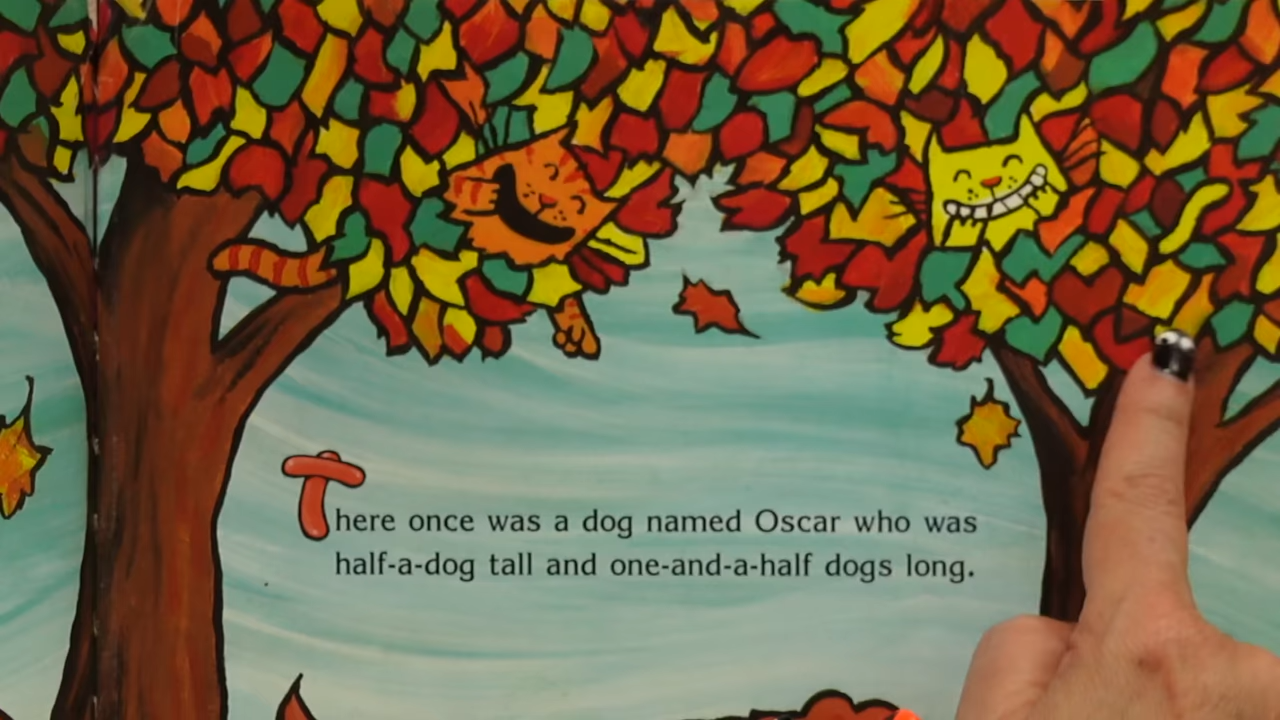 There once was a dog named Oscar who was
half-a-dog tall and one-and-a-half dogs long.